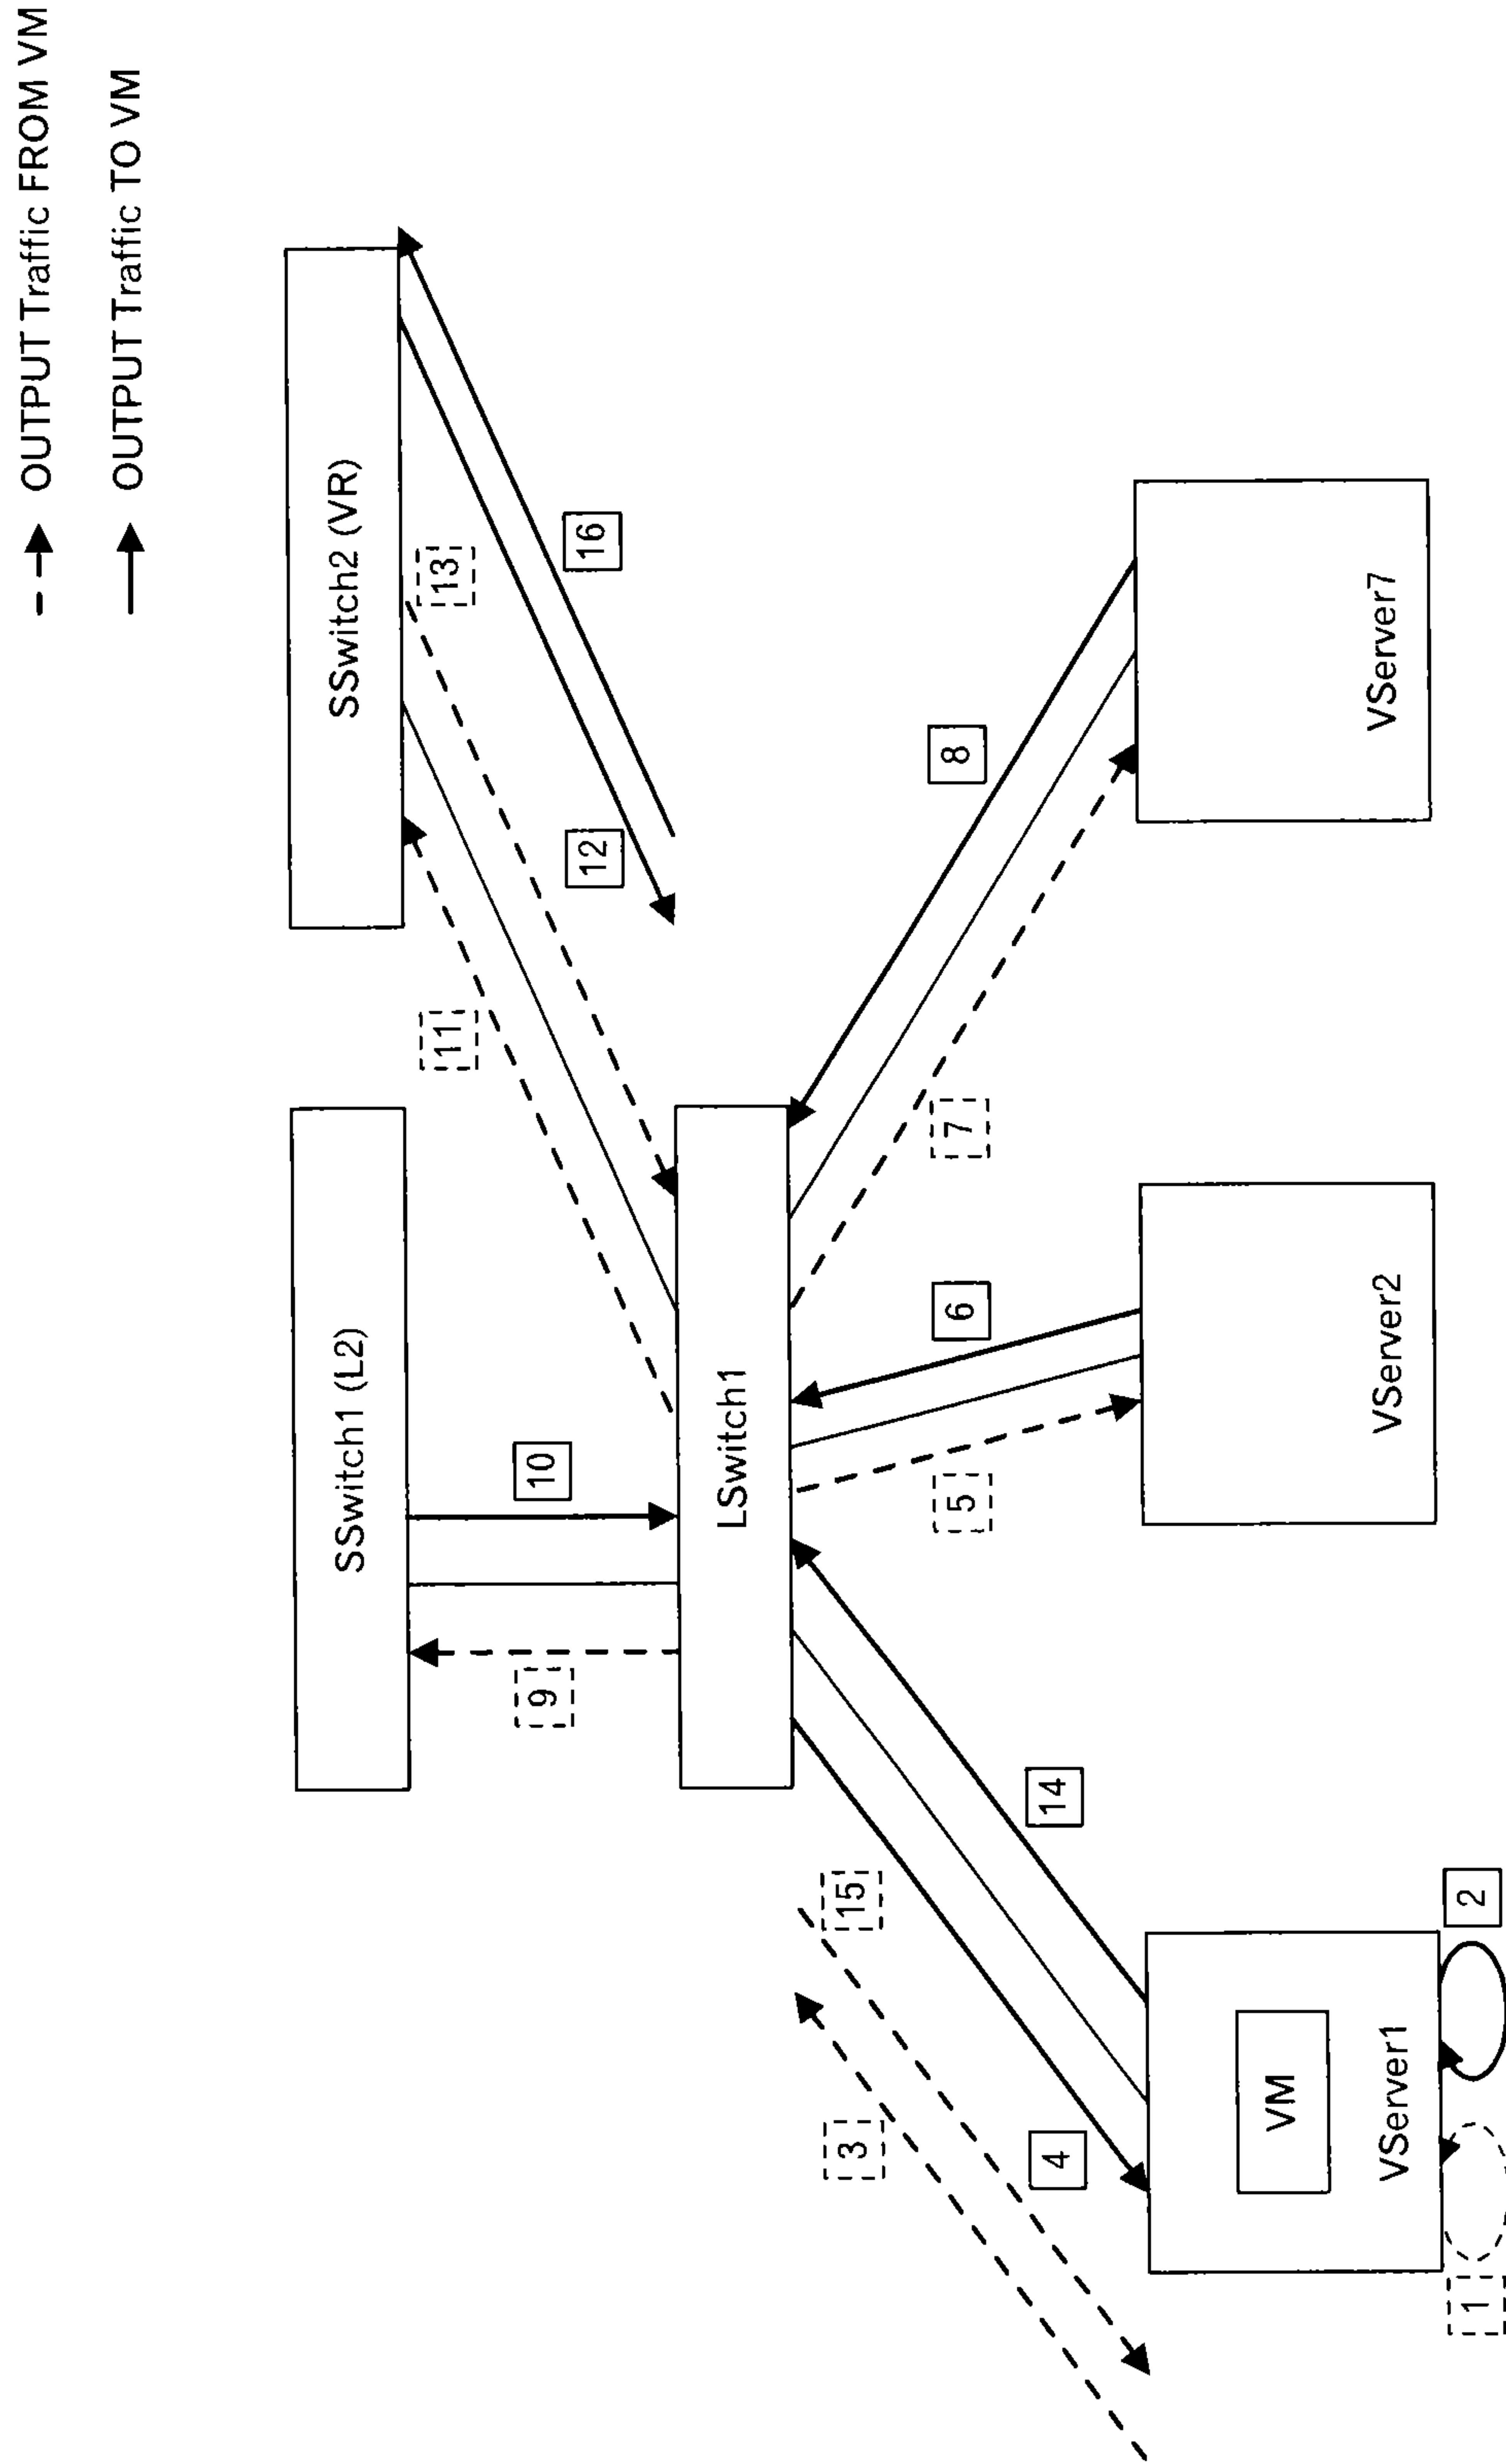 OUTPUT Traffic FROM VM
OUTPUT Traffic TO VM
SSwitch1 (L2)
SSwitch2 (VR)
9
10
11
13
12
16
LSwitch1
3
15
4
14
5
6
7
8
VM
VServer1
VServer2
VServer7
1
2